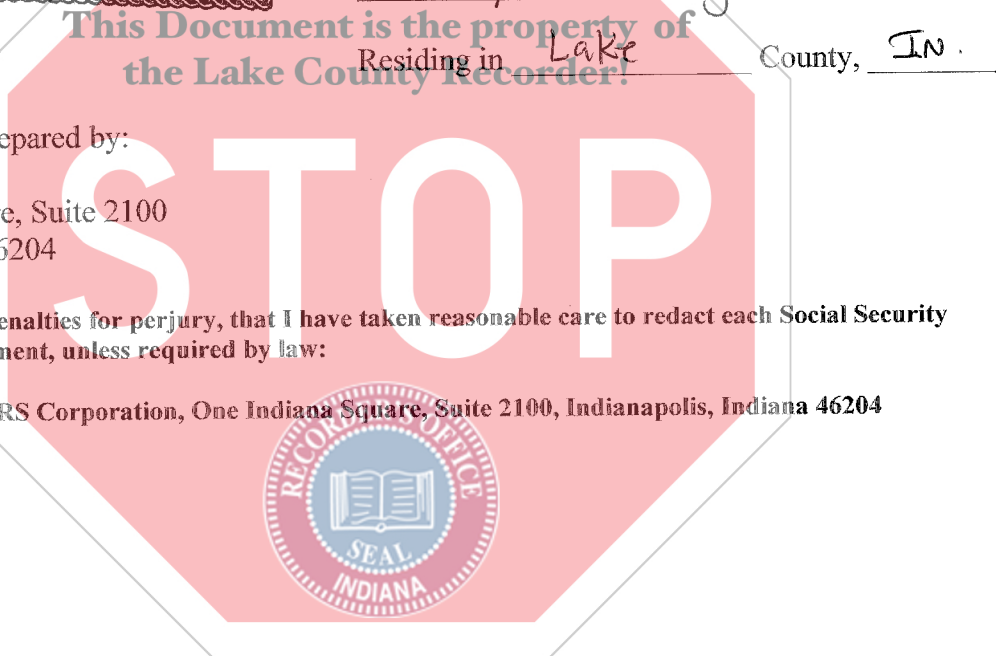 This Document is the property of
the Lake County Recorder!
Residing in Lake County, IN.
epared by:
STOP
e, Suite 2100
6204
enalties for perjury, that I have taken reasonable care to redact each Social Security
ment, unless required by law:
RS Corporation, One Indiana Square, Suite 2100, Indianapolis, Indiana 46204
RECORDER'S OFFICE
SEAL
INDIANA